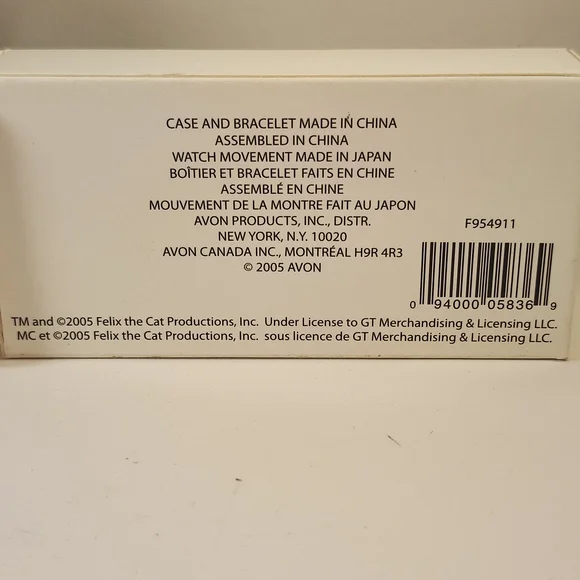 CASE AND BRACELET MADE IN CHINA
ASSEMBLED IN CHINA
WATCH MOVEMENT MADE IN JAPAN
BOÎTIER ET BRACELET FAITS EN CHINE
ASSEMBLÉ EN CHINE
MOUVEMENT DE LA MONTRE FAIT AU JAPON
AVON PRODUCTS, INC., DISTR.
NEW YORK, N.Y. 10020
AVON CANADA INC., MONTRÉAL H9R 4R3
© 2005 AVON
F954911
0 94000 05836 9
TM and ©2005 Felix the Cat Productions, Inc. Under License to GT Merchandising & Licensing LLC.
MC et ©2005 Felix the Cat Productions, Inc. sous licence de GT Merchandising & Licensing LLC.